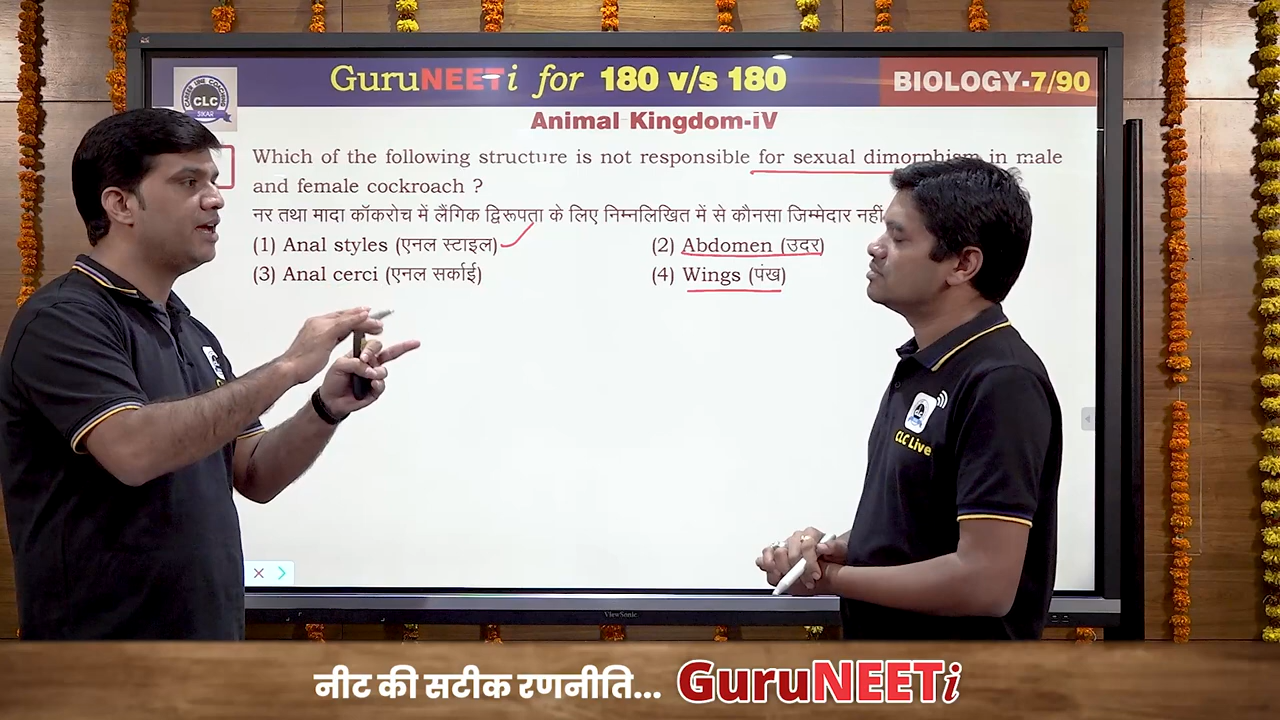 GuruNEETi for 180 v/s 180
BIOLOGY-7/90
CLC
SIKAR
Animal Kingdom-iV
Which of the following structure is not responsible for sexual dimorphism in male
and female cockroach ?
नर तथा मादा कॉकरोच में लैंगिक द्विरूपता के लिए निम्नलिखित में से कौनसा जिम्मेदार नहीं
(1) Anal styles (एनल स्टाइल)
(2) Abdomen (उदर)
(3) Anal cerci (एनल सर्काई)
(4) Wings (पंख)
CLC Live
ViewSonic
नीट की सटीक रणनीति... GuruNEETi